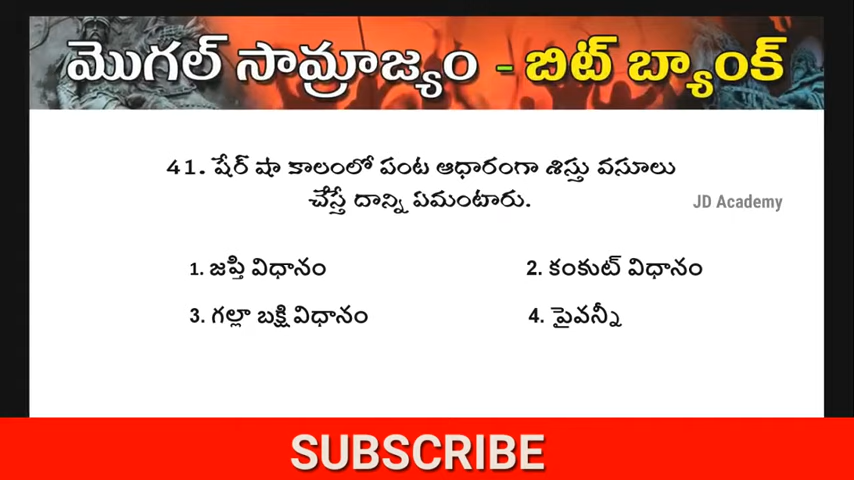 మొగల్ సామ్రాజ్యం - బిట్ బ్యాంక్
41. షేర్ షా కాలంలో పంట ఆధారంగా శిస్తు వసూలు
చేస్తే దాన్ని ఏమంటారు.
JD Academy
1. జప్తి విధానం
2. కంకుట్ విధానం
3. గల్లా బక్షి విధానం
4. పైవన్నీ
SUBSCRIBE